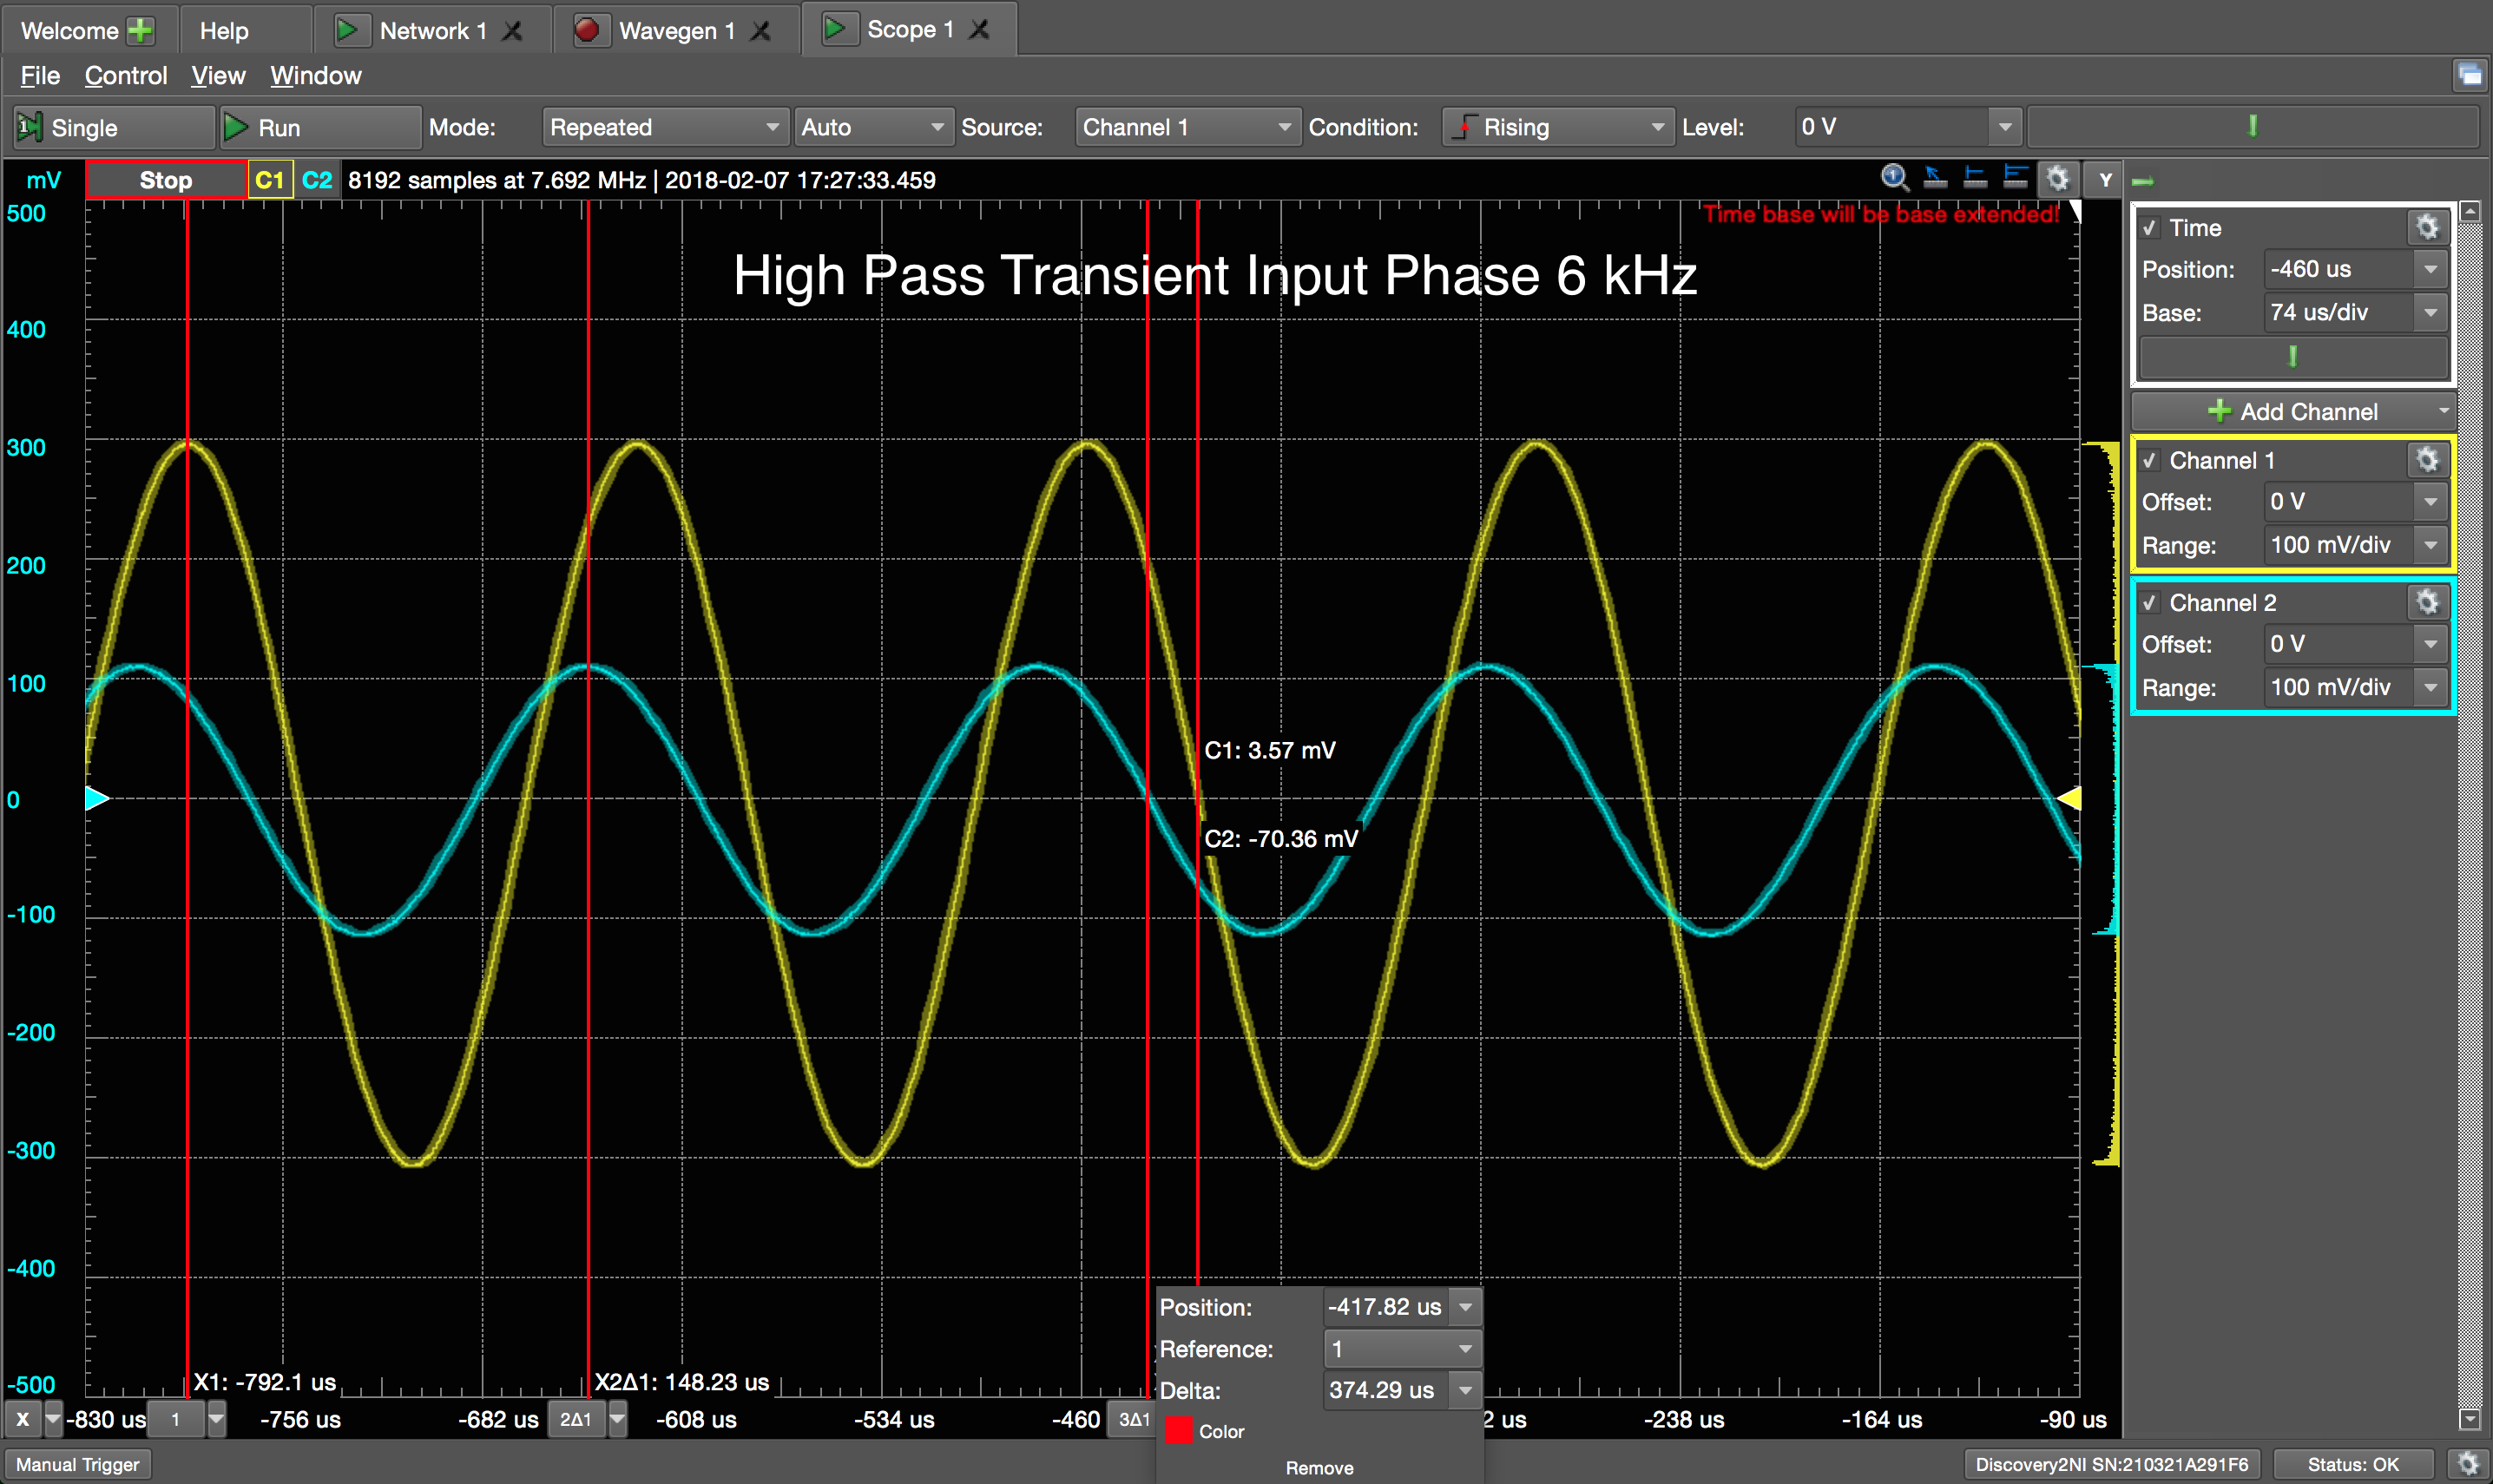 Welcome Help Network 1 X Wavegen 1 X Scope 1 X
File Control View Window
1 Single Run Mode: Repeated Auto Source: Channel 1 Condition: Rising Level: 0 V
mV Stop C1 C2 8192 samples at 7.692 MHz | 2018-02-07 17:27:33.459 Y
Time base will be base extended!
High Pass Transient Input Phase 6 kHz
500
400
300
200
100
0
-100
-200
-300
-400
-500
C1: 3.57 mV
C2: -70.36 mV
X1: -792.1 us X2Δ1: 148.23 us
X -830 us 1 -756 us -682 us 2Δ1 -608 us -534 us -460 3Δ1 2 us -238 us -164 us -90 us
Position: -417.82 us
Reference: 1
Delta: 374.29 us
Color
Remove
Time
Position: -460 us
Base: 74 us/div
Add Channel
Channel 1
Offset: 0 V
Range: 100 mV/div
Channel 2
Offset: 0 V
Range: 100 mV/div
Manual Trigger Discovery2NI SN:210321A291F6 Status: OK